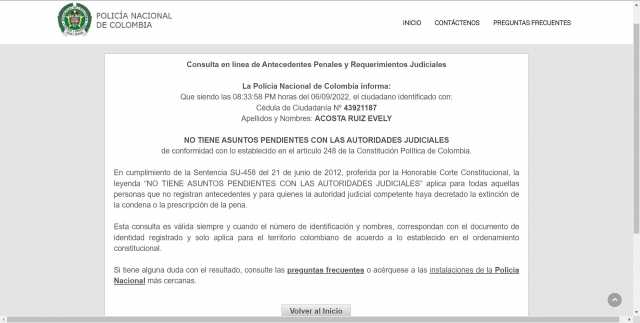 POLICÍA NACIONAL
DE COLOMBIA
INICIO CONTÁCTENOS PREGUNTAS FRECUENTES
Consulta en línea de Antecedentes Penales y Requerimientos Judiciales
La Policía Nacional de Colombia informa:
Que siendo las 08:33:58 PM horas del 06/09/2022, el ciudadano identificado con:
Cédula de Ciudadanía Nº 43921187
Apellidos y Nombres: ACOSTA RUIZ EVELY
NO TIENE ASUNTOS PENDIENTES CON LAS AUTORIDADES JUDICIALES
de conformidad con lo establecido en el artículo 248 de la Constitución Política de Colombia.
En cumplimiento de la Sentencia SU-458 del 21 de junio de 2012, proferida por la Honorable Corte Constitucional, la
leyenda “NO TIENE ASUNTOS PENDIENTES CON LAS AUTORIDADES JUDICIALES” aplica para todas aquellas
personas que no registran antecedentes y para quienes la autoridad judicial competente haya decretado la extinción de
la condena o la prescripción de la pena.
Esta consulta es válida siempre y cuando el número de identificación y nombres, correspondan con el documento de
identidad registrado y solo aplica para el territorio colombiano de acuerdo a lo establecido en el ordenamiento
constitucional.
Si tiene alguna duda con el resultado, consulte las preguntas frecuentes o acérquese a las instalaciones de la Policía
Nacional más cercanas.
Volver al Inicio